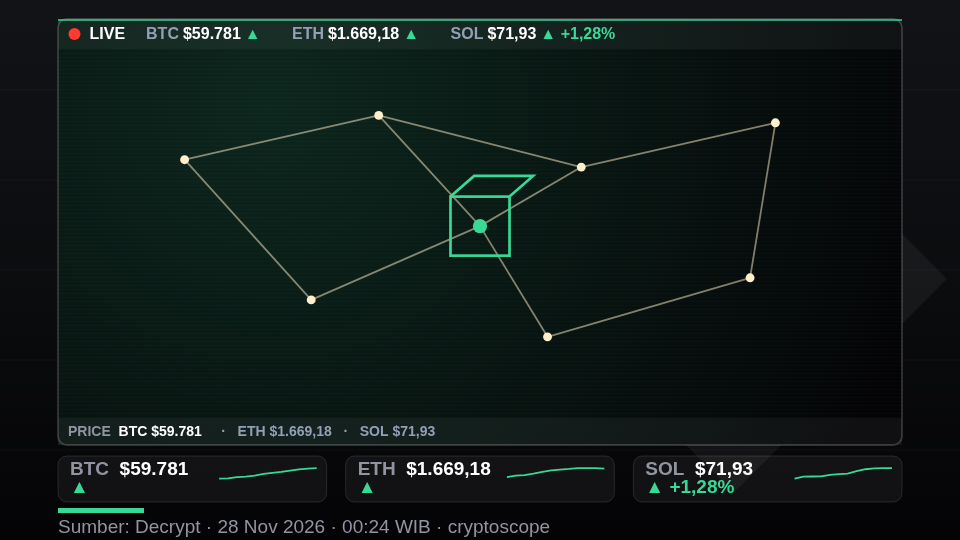 LIVE BTC $59.781 ▲ ETH $1.669,18 ▲ SOL $71,93 ▲ +1,28%
PRICE BTC $59.781 · ETH $1.669,18 · SOL $71,93
BTC $59.781
▲
ETH $1.669,18
▲
SOL $71,93
▲ +1,28%
Sumber: Decrypt · 28 Nov 2026 · 00:24 WIB · cryptoscope